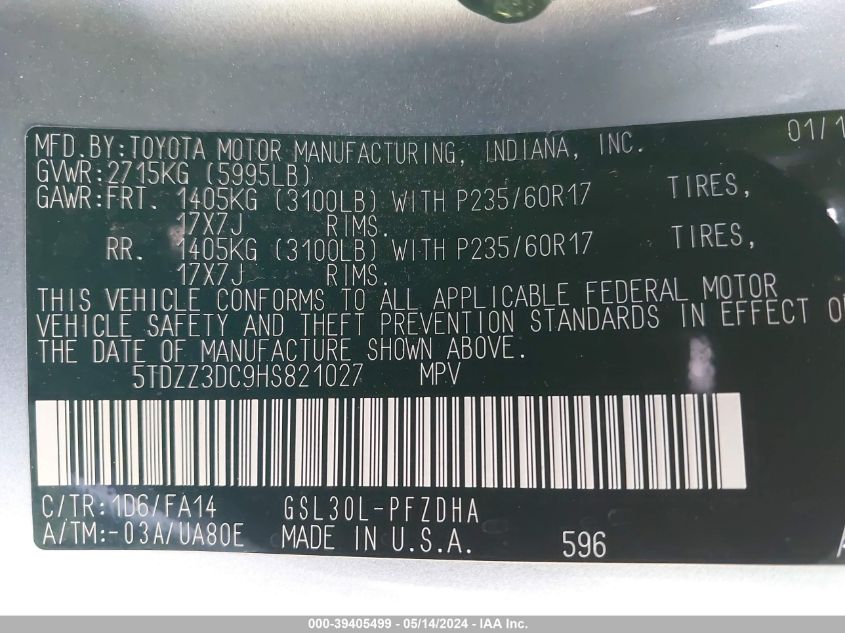 MFD.BY:TOYOTA MOTOR MANUFACTURING, INDIANA, INC. 01/1
GVWR:2715KG (5995LB)
GAWR:FRT. 1405KG (3100LB) WITH P235/60R17 TIRES,
17X7J RIMS.
RR. 1405KG (3100LB) WITH P235/60R17 TIRES,
17X7J RIMS.
THIS VEHICLE CONFORMS TO ALL APPLICABLE FEDERAL MOTOR
VEHICLE SAFETY AND THEFT PREVENTION STANDARDS IN EFFECT O
THE DATE OF MANUFACTURE SHOWN ABOVE.
5TDZZ3DC9HS821027 MPV
C/TR:1D6/FA14 GSL30L-PFZDHA
A/TM:-03A/UA80E MADE IN U.S.A. 596 A
000-39405499 - 05/14/2024 - IAA Inc.